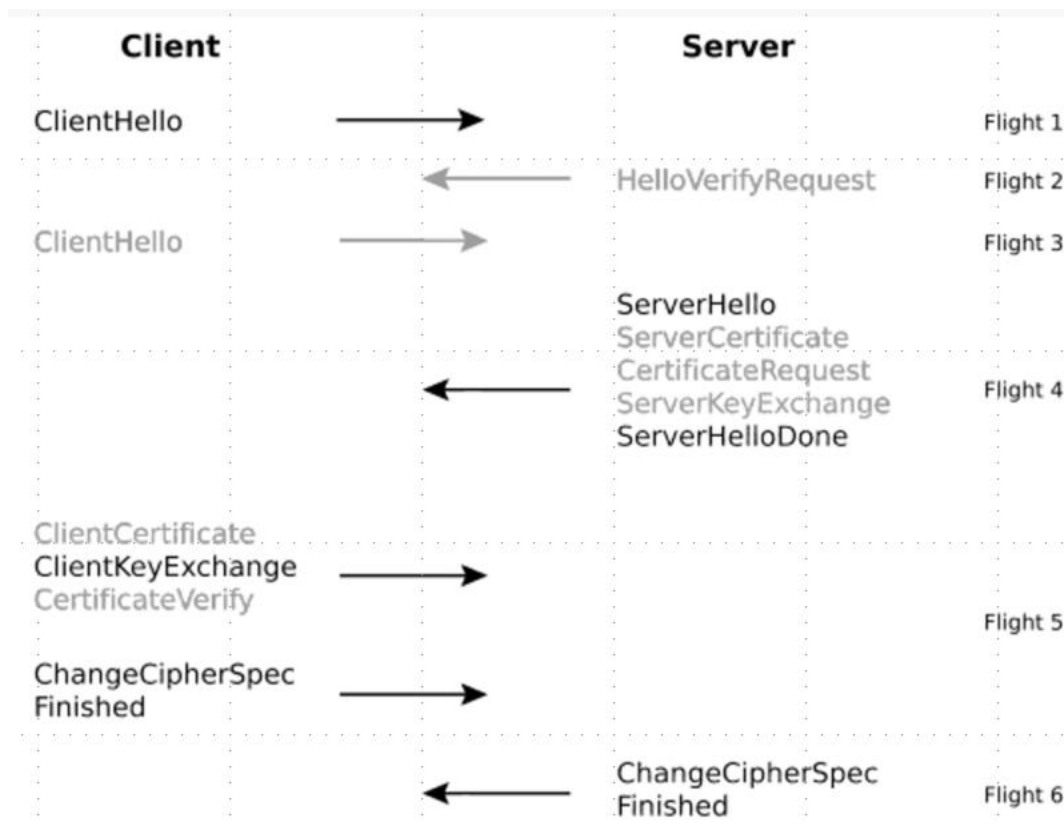 Client Server
ClientHello Flight 1
HelloVerifyRequest Flight 2
ClientHello Flight 3
ServerHello
ServerCertificate
CertificateRequest Flight 4
ServerKeyExchange
ServerHelloDone
ClientCertificate
ClientKeyExchange
CertificateVerify
Flight 5
ChangeCipherSpec
Finished
ChangeCipherSpec
Finished Flight 6